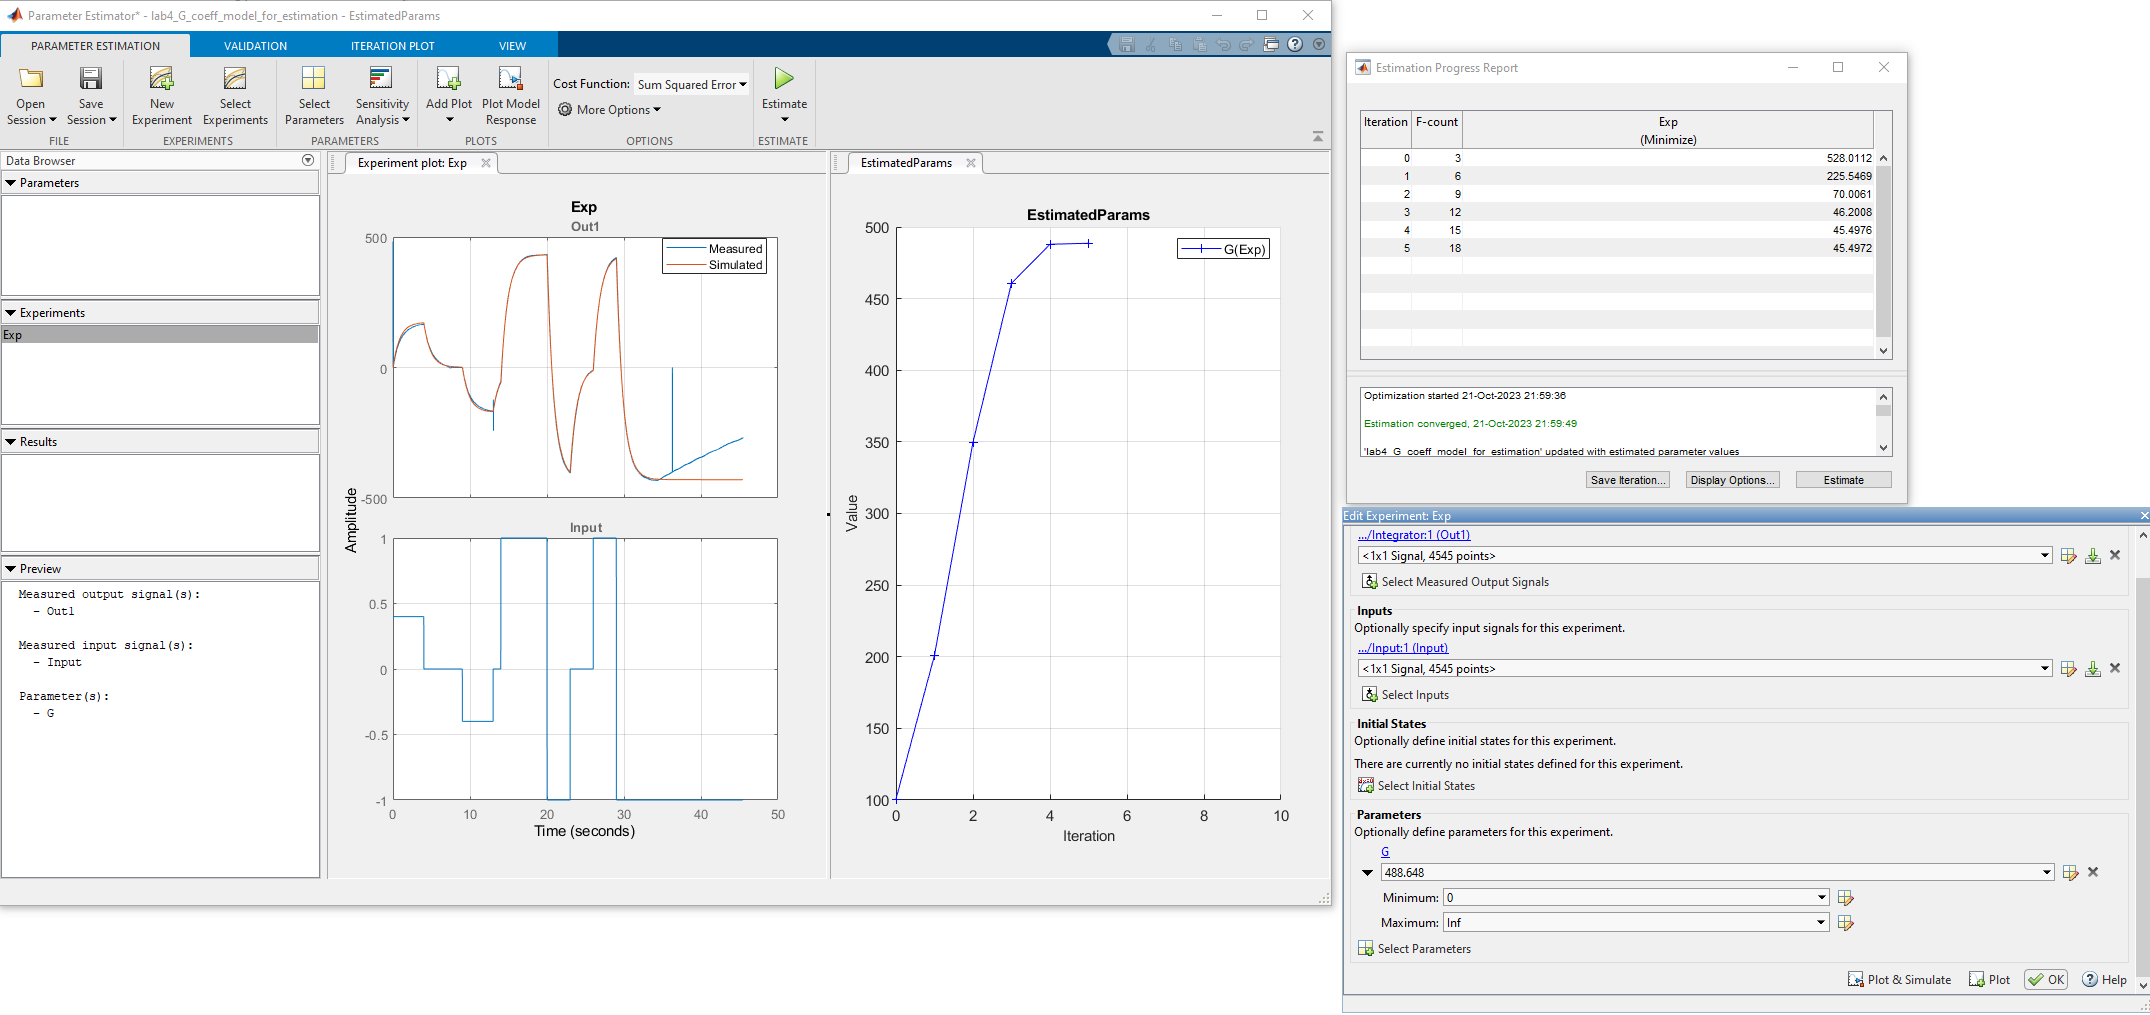 Parameter Estimator* - lab4_G_coeff_model_for_estimation - EstimatedParams
PARAMETER ESTIMATION
VALIDATION
ITERATION PLOT
VIEW
Open Session
Save Session
New Experiment
Select Experiments
Select Parameters
Sensitivity Analysis
Add Plot
Plot Model Response
Cost Function: Sum Squared Error
More Options
Estimate
FILE
EXPERIMENTS
PARAMETERS
PLOTS
OPTIONS
ESTIMATE
Data Browser
Parameters
Experiments
Exp
Results
Preview
Measured output signal(s):
- Out1
Measured input signal(s):
- Input
Parameter(s):
- G
Experiment plot: Exp
Exp
Out1
500
0
-500
Measured
Simulated
Amplitude
Input
1
0.5
0
-0.5
-1
0 10 20 30 40 50
Time (seconds)
EstimatedParams
EstimatedParams
G(Exp)
500
450
400
350
300
250
200
150
100
Value
0 2 4 6 8 10
Iteration
Estimation Progress Report
Iteration F-count Exp
(Minimize)
0 3 528.0112
1 6 225.5469
2 9 70.0061
3 12 46.2008
4 15 45.4976
5 18 45.4972
Optimization started 21-Oct-2023 21:59:36
Estimation converged, 21-Oct-2023 21:59:49
'lab4_G_coeff_model_for_estimation' updated with estimated parameter values
Save Iteration...
Display Options...
Estimate
Edit Experiment: Exp
.../Integrator:1 (Out1)
<1x1 Signal, 4545 points>
Select Measured Output Signals
Inputs
Optionally specify input signals for this experiment.
.../Input:1 (Input)
<1x1 Signal, 4545 points>
Select Inputs
Initial States
Optionally define initial states for this experiment.
There are currently no initial states defined for this experiment.
Select Initial States
Parameters
Optionally define parameters for this experiment.
G
488.648
Minimum: 0
Maximum: Inf
Select Parameters
Plot & Simulate
Plot
OK
Help